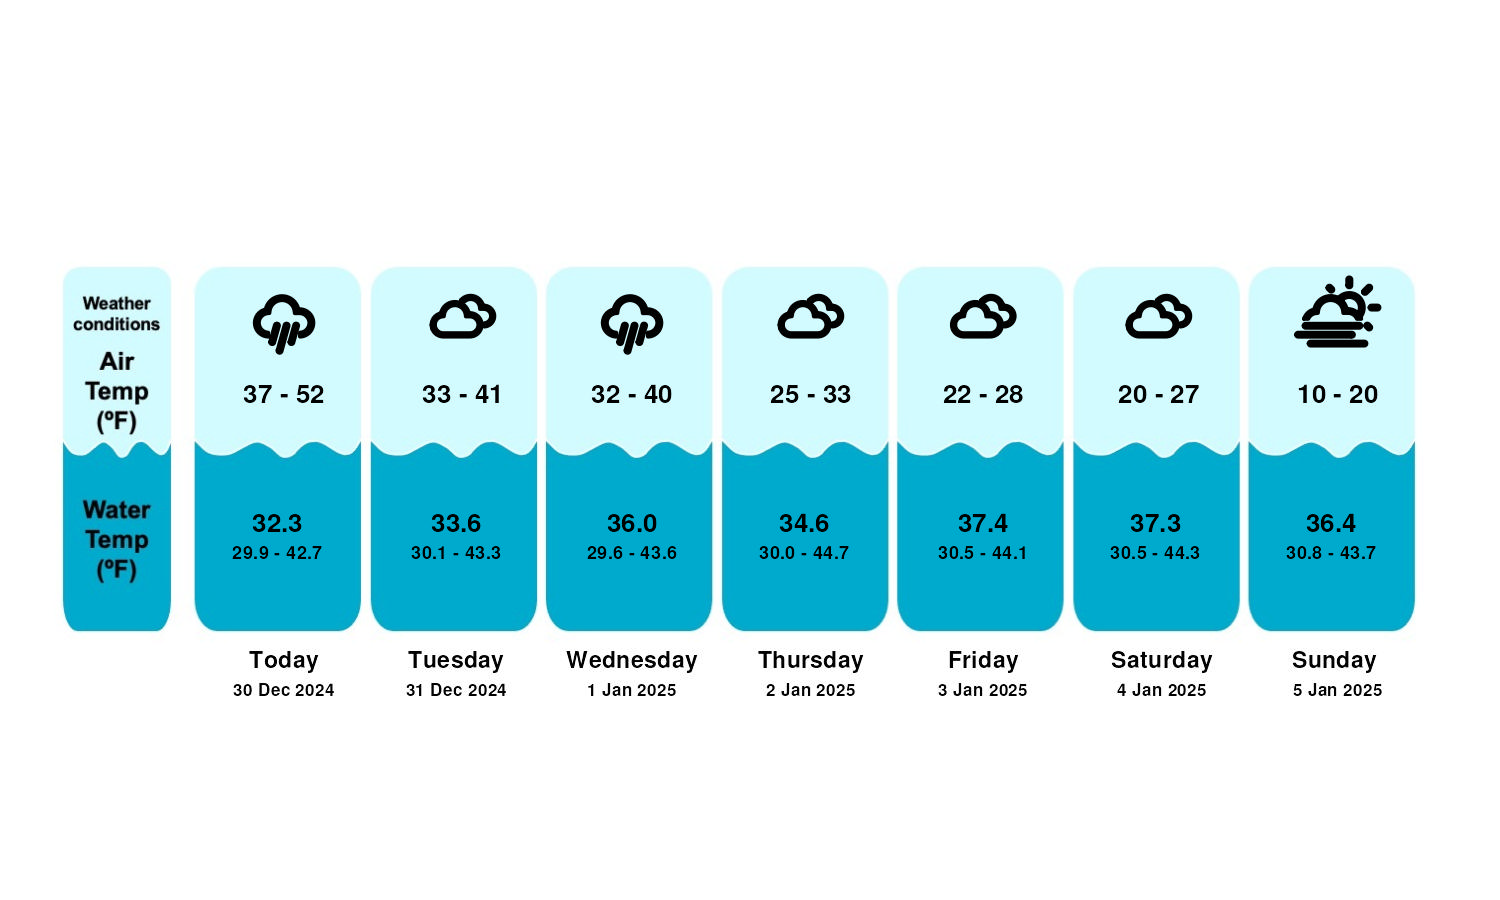 Weather
conditions
Air
Temp
(ºF)
Water
Temp
(ºF)
37 - 52
32.3
29.9 - 42.7
Today
30 Dec 2024
33 - 41
33.6
30.1 - 43.3
Tuesday
31 Dec 2024
32 - 40
36.0
29.6 - 43.6
Wednesday
1 Jan 2025
25 - 33
34.6
30.0 - 44.7
Thursday
2 Jan 2025
22 - 28
37.4
30.5 - 44.1
Friday
3 Jan 2025
20 - 27
37.3
30.5 - 44.3
Saturday
4 Jan 2025
10 - 20
36.4
30.8 - 43.7
Sunday
5 Jan 2025